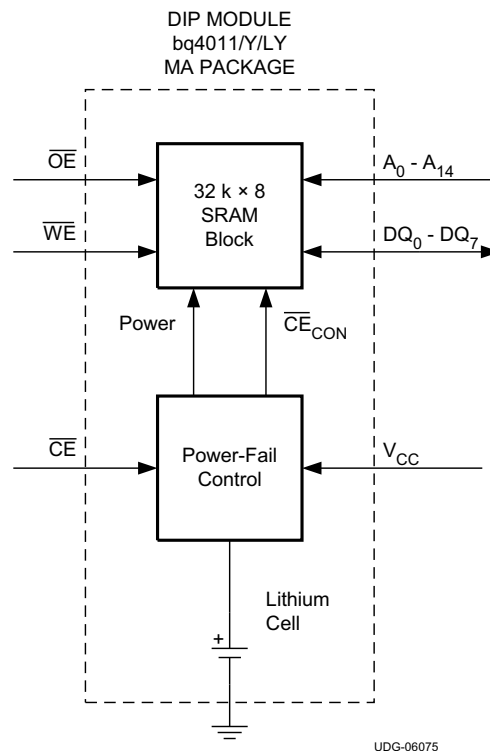 DIP MODULE
bq4011/Y/LY
MA PACKAGE
OE
A0 - A14
32 k × 8
SRAM
Block
WE
DQ0 - DQ7
Power
CECON
CE
Power-Fail
Control
VCC
Lithium
Cell
+
UDG-06075